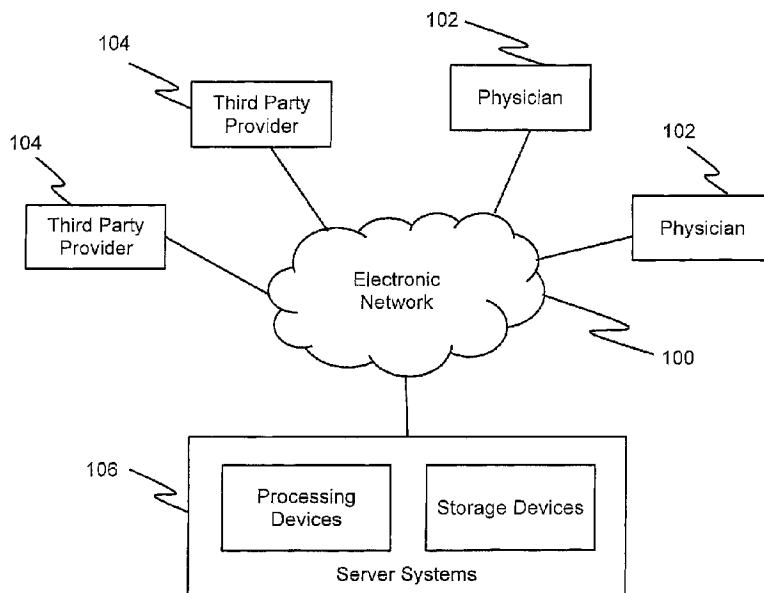 104
102
Third Party
Provider
Physician
104
102
Third Party
Provider
Physician
Electronic
Network
100
106
Processing
Devices
Storage Devices
Server Systems